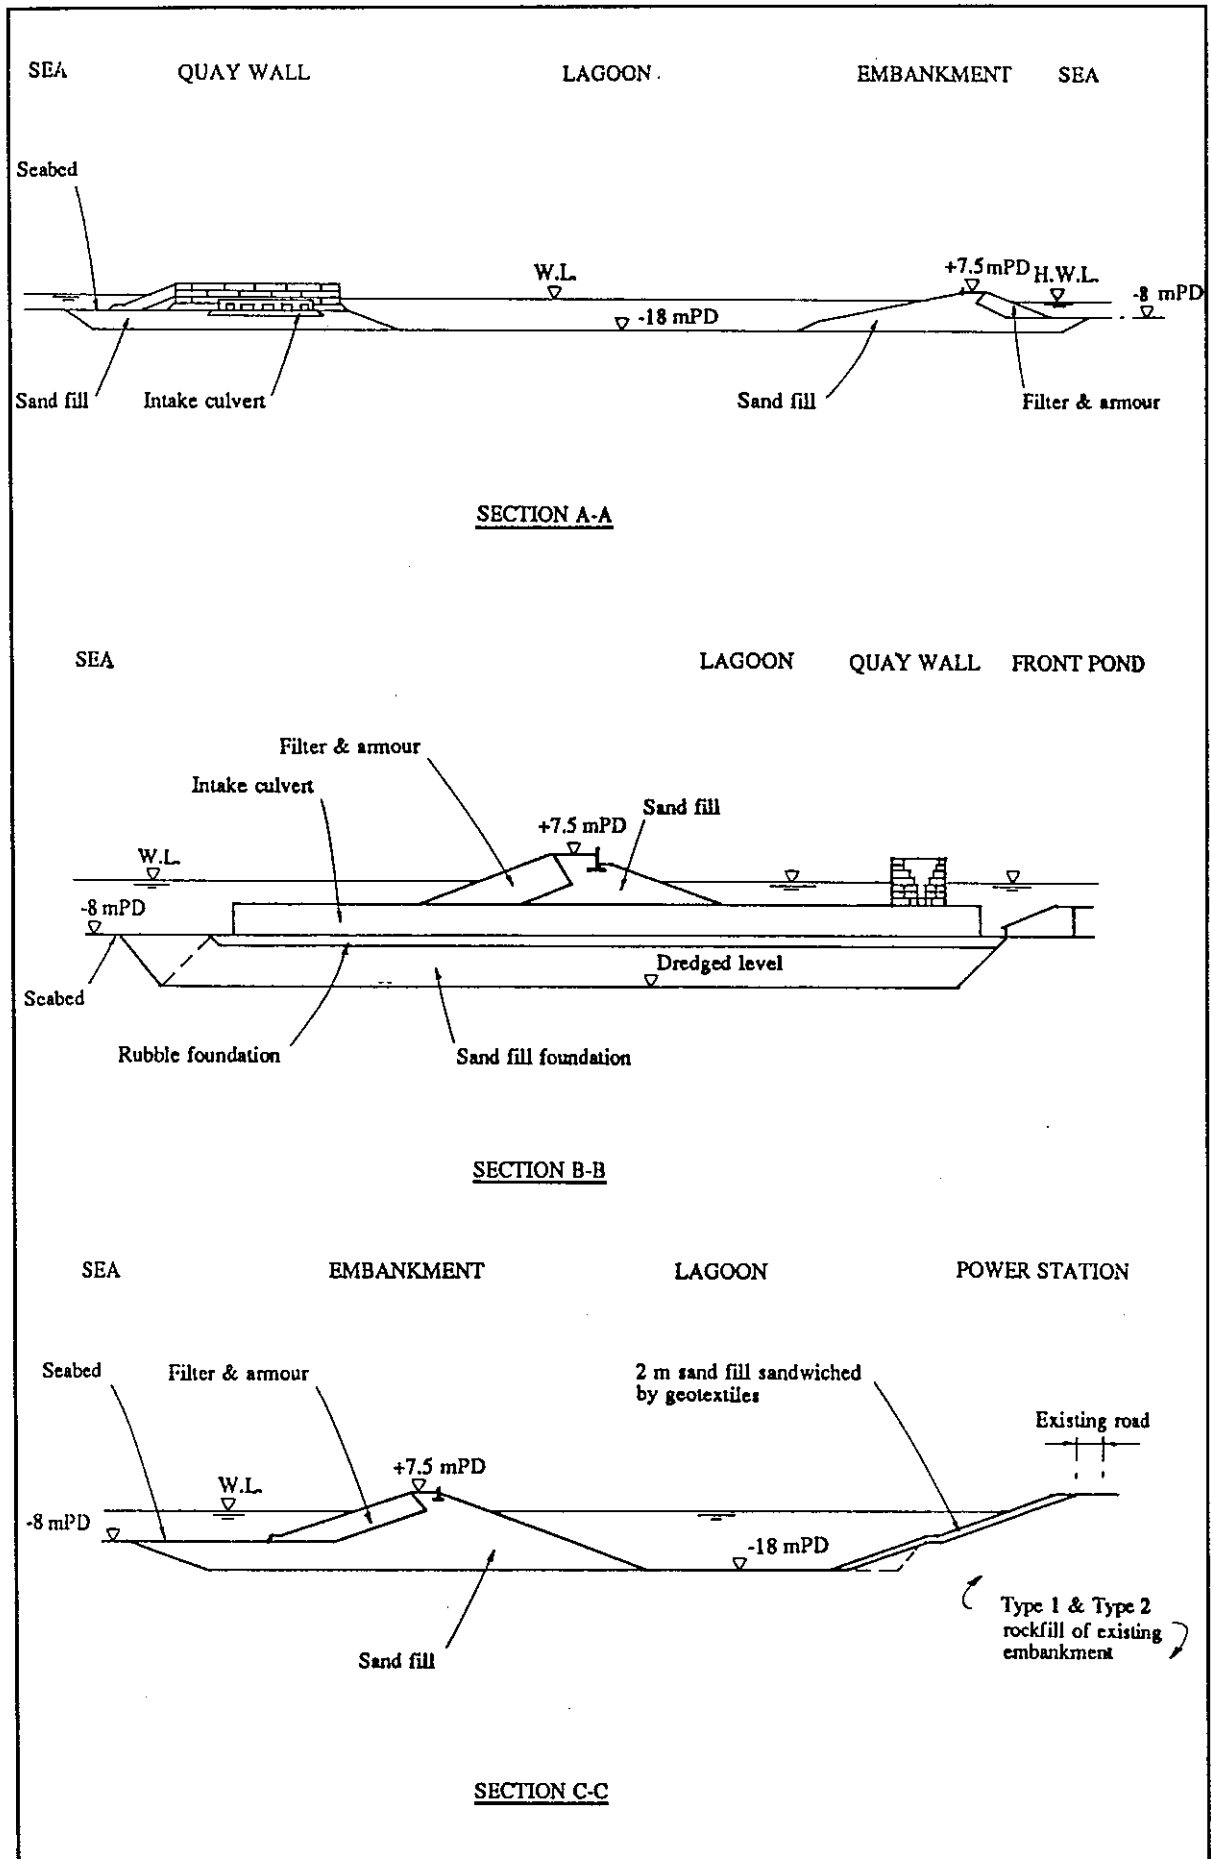 SEA
QUAY WALL
LAGOON
EMBANKMENT
SEA
Seabed
W.L.
+7.5 mPD
H.W.L.
-8 mPD
-18 mPD
Sand fill
Intake culvert
Sand fill
Filter & armour
SECTION A-A
SEA
LAGOON
QUAY WALL
FRONT POND
Filter & armour
Intake culvert
Sand fill
+7.5 mPD
W.L.
-8 mPD
Dredged level
Seabed
Rubble foundation
Sand fill foundation
SECTION B-B
SEA
EMBANKMENT
LAGOON
POWER STATION
Seabed
Filter & armour
2 m sand fill sandwiched
by geotextiles
Existing road
+7.5 mPD
W.L.
-8 mPD
-18 mPD
Type 1 & Type 2
rockfill of existing
embankment
Sand fill
SECTION C-C